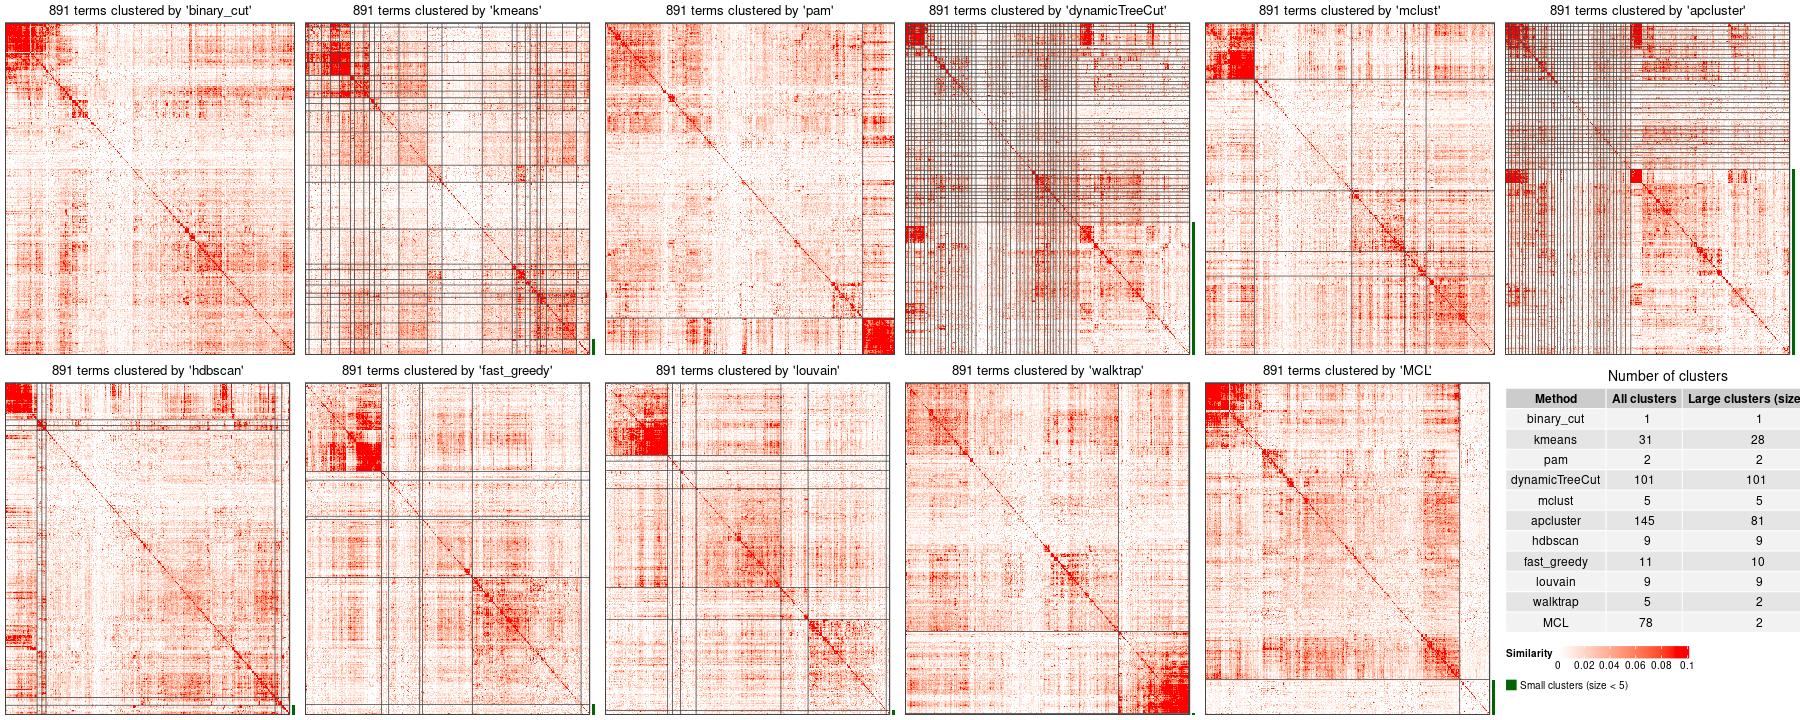 891 terms clustered by 'binary_cut'
891 terms clustered by 'kmeans'
891 terms clustered by 'pam'
891 terms clustered by 'dynamicTreeCut'
891 terms clustered by 'mclust'
891 terms clustered by 'apcluster'
891 terms clustered by 'hdbscan'
891 terms clustered by 'fast_greedy'
891 terms clustered by 'louvain'
891 terms clustered by 'walktrap'
891 terms clustered by 'MCL'
Number of clusters
Method All clusters Large clusters (size
binary_cut 1 1
kmeans 31 28
pam 2 2
dynamicTreeCut 101 101
mclust 5 5
apcluster 145 81
hdbscan 9 9
fast_greedy 11 10
louvain 9 9
walktrap 5 2
MCL 78 2
Similarity
0 0.02 0.04 0.06 0.08 0.1
Small clusters (size < 5)